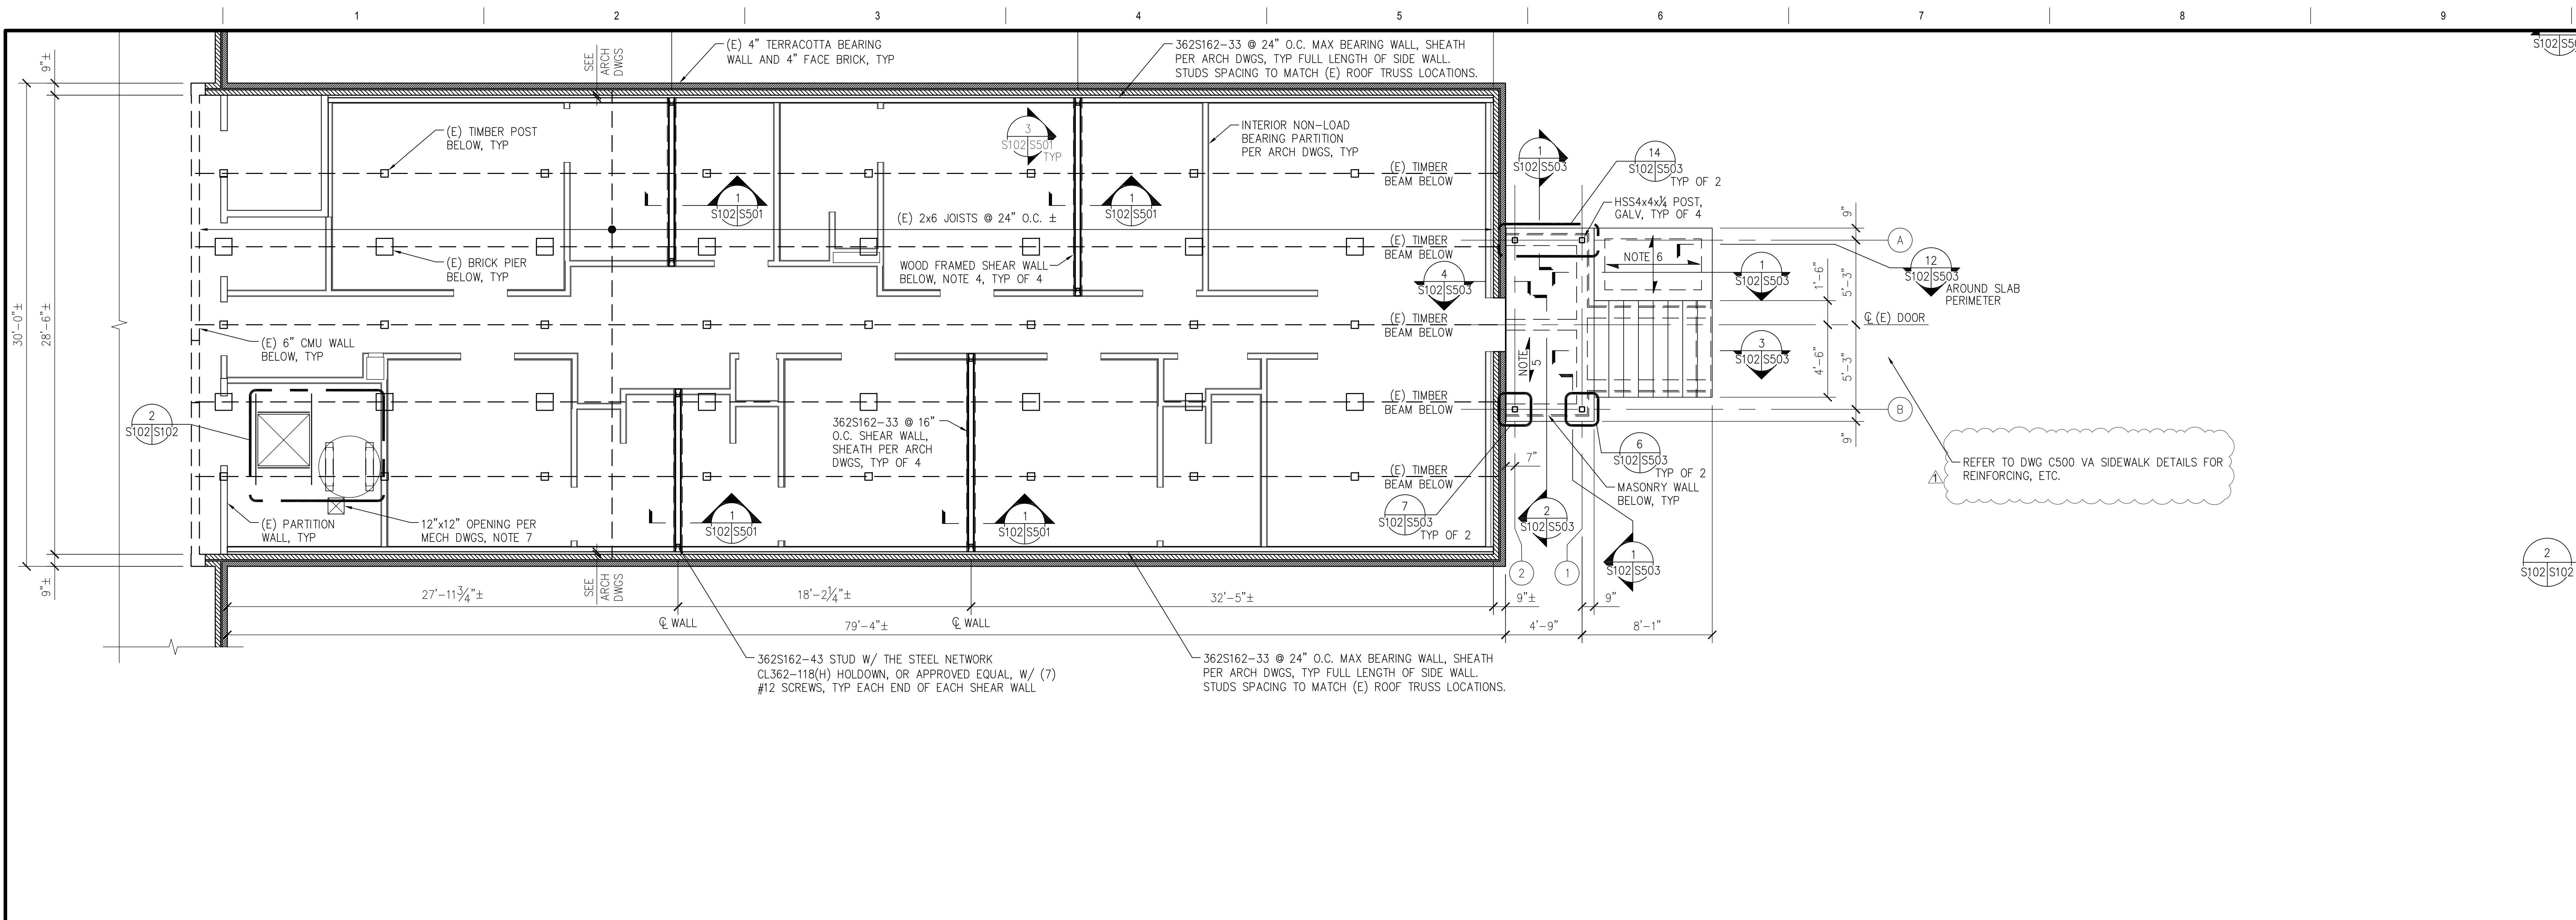 1 2 3 4 5 6 7 8 9
(E) 4" TERRACOTTA BEARING
WALL AND 4" FACE BRICK, TYP
362S162-33 @ 24" O.C. MAX BEARING WALL, SHEATH
PER ARCH DWGS, TYP FULL LENGTH OF SIDE WALL.
STUDS SPACING TO MATCH (E) ROOF TRUSS LOCATIONS.
SEE
ARCH
DWGS
9"±
30'-0"±
28'-6"±
9"±
(E) TIMBER POST
BELOW, TYP
3
S102 S501
TYP
INTERIOR NON-LOAD
BEARING PARTITION
PER ARCH DWGS, TYP
(E) TIMBER
BEAM BELOW
1
S102 S501
1
S102 S501
(E) 2x6 JOISTS @ 24" O.C. ±
(E) TIMBER
BEAM BELOW
(E) BRICK PIER
BELOW, TYP
WOOD FRAMED SHEAR WALL
BELOW, NOTE 4, TYP OF 4
4
S102 S503
(E) TIMBER
BEAM BELOW
(E) 6" CMU WALL
BELOW, TYP
2
S102 S102
362S162-33 @ 16"
O.C. SHEAR WALL,
SHEATH PER ARCH
DWGS, TYP OF 4
(E) TIMBER
BEAM BELOW
(E) TIMBER
BEAM BELOW
(E) PARTITION
WALL, TYP
12"x12" OPENING PER
MECH DWGS, NOTE 7
1
S102 S501
1
S102 S501
7
S102 S503
TYP OF 2
1
S102 S503
14
S102 S503
TYP OF 2
HSS4x4x¼ POST,
GALV, TYP OF 4
NOTE 6
NOTE
5
1
S102 S503
3
S102 S503
9"
1'-6"
5'-3"
4'-6"
5'-3"
9"
A
12
S102 S503
AROUND SLAB
PERIMETER
℄ (E) DOOR
B
7"
6
S102 S503
TYP OF 2
MASONRY WALL
BELOW, TYP
2
S102 S503
1
S102 S503
2
1
REFER TO DWG C500 VA SIDEWALK DETAILS FOR
REINFORCING, ETC.
1
SEE
ARCH
DWGS
27'-11¾"±
18'-2¼"±
32'-5"±
9"±
9"
℄ WALL
℄ WALL
79'-4"±
4'-9"
8'-1"
362S162-43 STUD W/ THE STEEL NETWORK
CL362-118(H) HOLDOWN, OR APPROVED EQUAL, W/ (7)
#12 SCREWS, TYP EACH END OF EACH SHEAR WALL
362S162-33 @ 24" O.C. MAX BEARING WALL, SHEATH
PER ARCH DWGS, TYP FULL LENGTH OF SIDE WALL.
STUDS SPACING TO MATCH (E) ROOF TRUSS LOCATIONS.
2
S102 S102